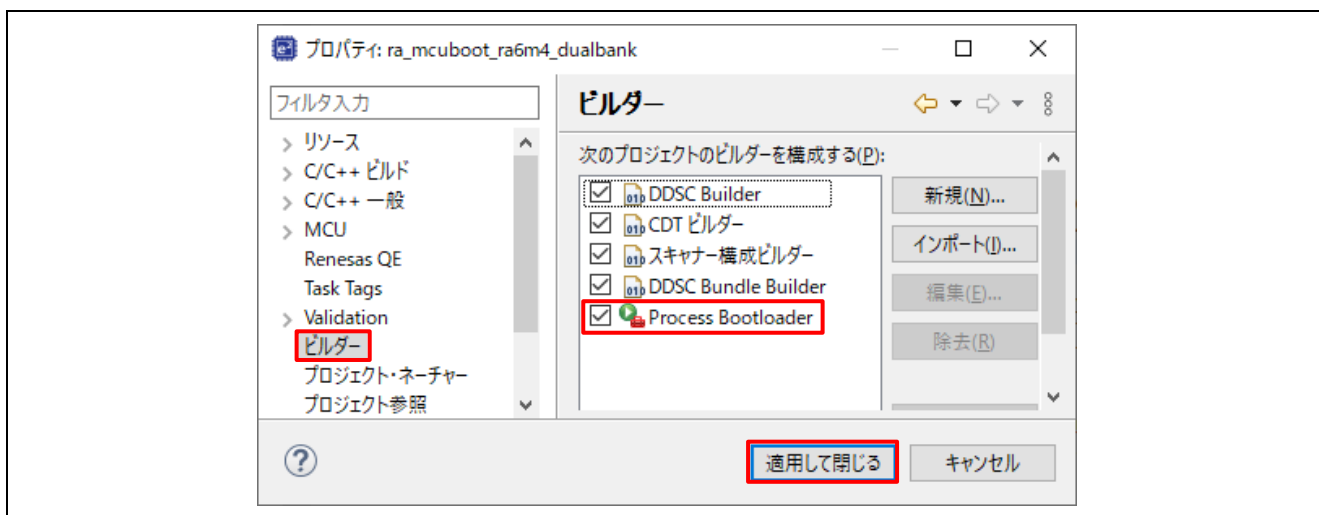 プロパティ: ra_mcuboot_ra6m4_dualbank
フィルタ入力
リソース
C/C++ ビルド
C/C++ 一般
MCU
Renesas QE
Task Tags
Validation
ビルダー
プロジェクト・ネーチャー
プロジェクト参照
ビルダー
次のプロジェクトのビルダーを構成する(P):
DDSC Builder
CDT ビルダー
スキャナー構成ビルダー
DDSC Bundle Builder
Process Bootloader
新規(N)...
インポート(I)...
編集(E)...
除去(R)
適用して閉じる
キャンセル